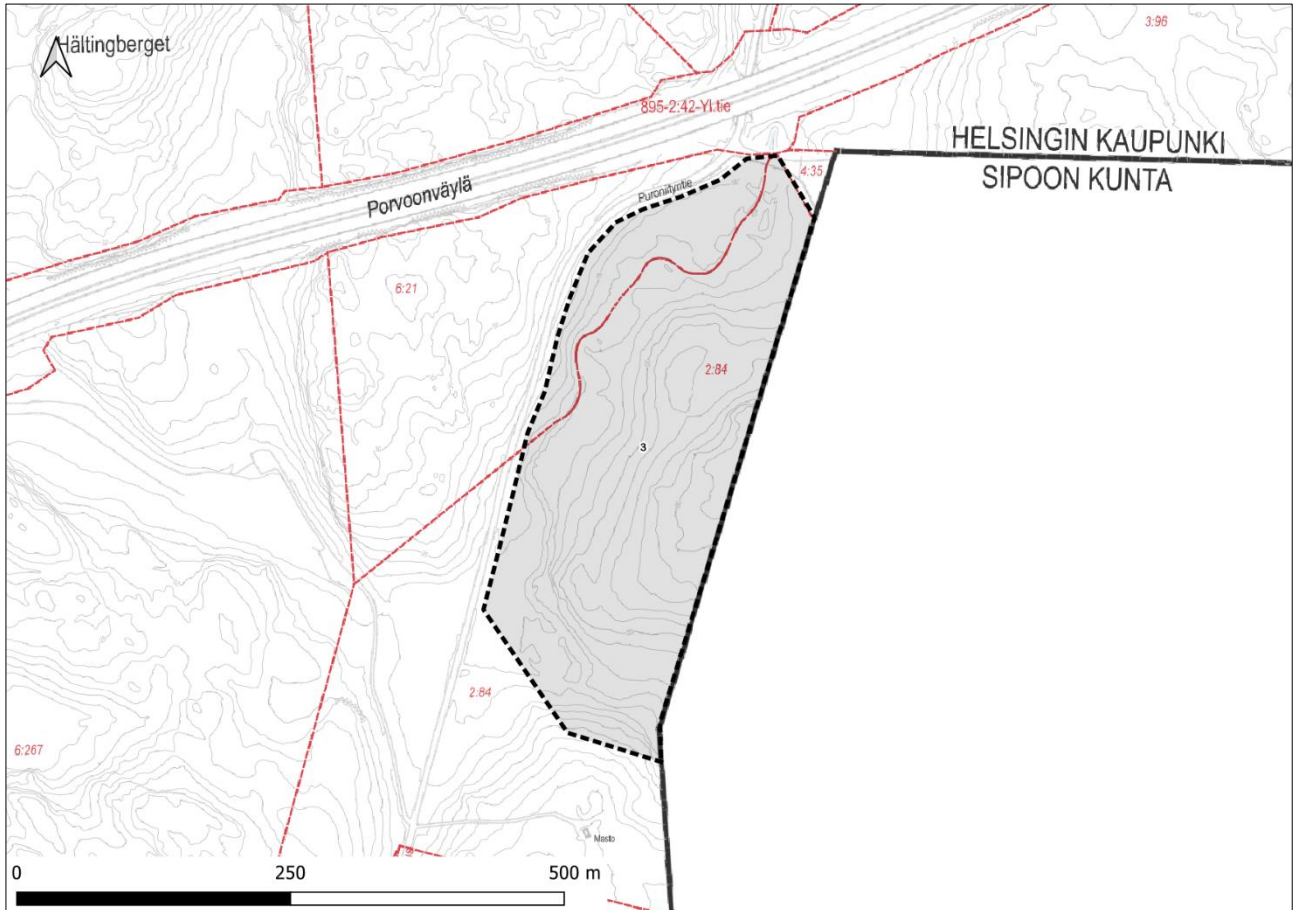 3:96
Hältingberget
895-2:42-Yl.tie
HELSINGIN KAUPUNKI
SIPOON KUNTA
4:35
Porvoonväylä
Puroniityntie
6:21
2:84
3
2:84
6:267
Masto
0 250 500 m